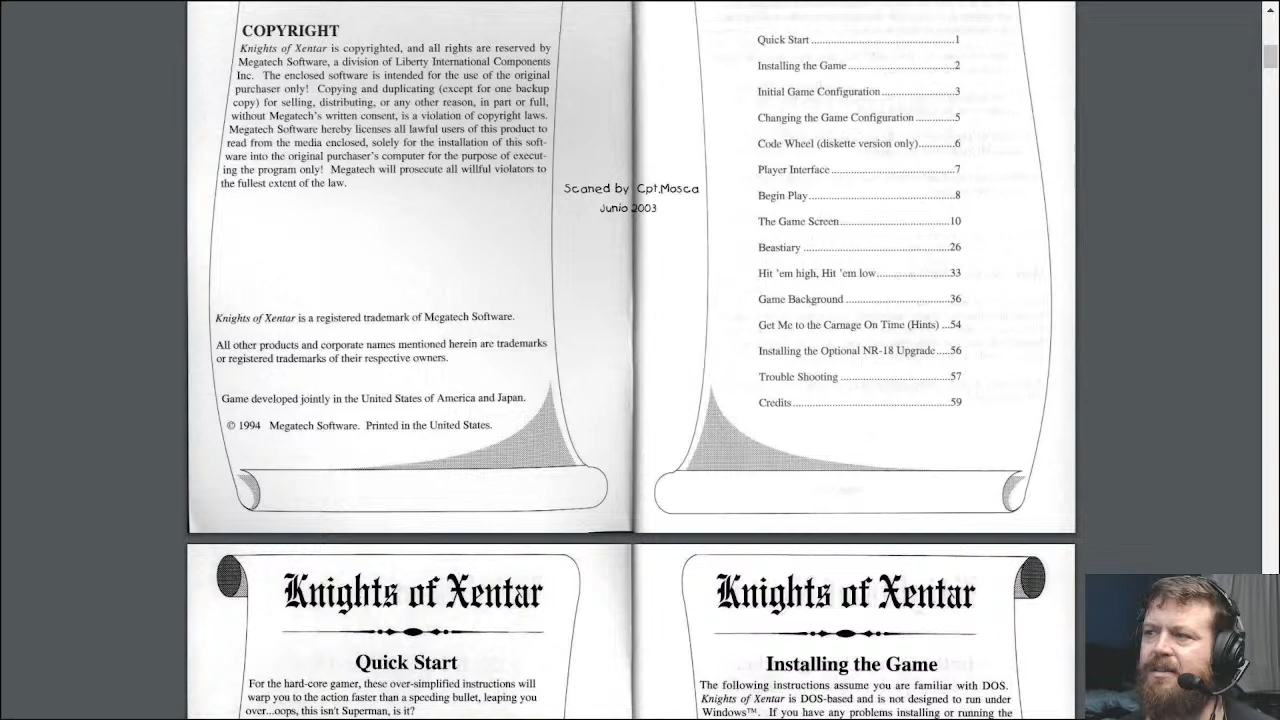 COPYRIGHT
Knights of Xentar is copyrighted, and all rights are reserved by
Megatech Software, a division of Liberty International Components
Inc. The enclosed software is intended for the use of the original
purchaser only! Copying and duplicating (except for one backup
copy) for selling, distributing, or any other reason, in part or full,
without Megatech's written consent, is a violation of copyright laws.
Megatech Software hereby licenses all lawful users of this product to
read from the media enclosed, solely for the installation of this soft-
ware into the original purchaser's computer for the purpose of execut-
ing the program only! Megatech will prosecute all willful violators to
the fullest extent of the law.
Knights of Xentar is a registered trademark of Megatech Software.
All other products and corporate names mentioned herein are trademarks
or registered trademarks of their respective owners.
Game developed jointly in the United States of America and Japan.
© 1994 Megatech Software. Printed in the United States.
Scaned by Cpt.Mosca
Junio 2003
Quick Start ....................................................1
Installing the Game......................................2
Initial Game Configuration...........................3
Changing the Game Configuration ..............5
Code Wheel (diskette version only)............6
Player Interface ............................................7
Begin Play....................................................8
The Game Screen.......................................10
Beastiary ....................................................26
Hit 'em high, Hit 'em low..........................33
Game Background .....................................36
Get Me to the Carnage On Time (Hints) ...54
Installing the Optional NR-18 Upgrade.....56
Trouble Shooting .......................................57
Credits........................................................59
Knights of Xentar
Quick Start
For the hard-core gamer, these over-simplified instructions will
warp you to the action faster than a speeding bullet, leaping you
over...oops, this isn't Superman, is it?
Knights of Xentar
Installing the Game
The following instructions assume you are familiar with DOS.
Knights of Xentar is DOS-based and is not designed to run under
Windows™. If you have any problems installing or running the